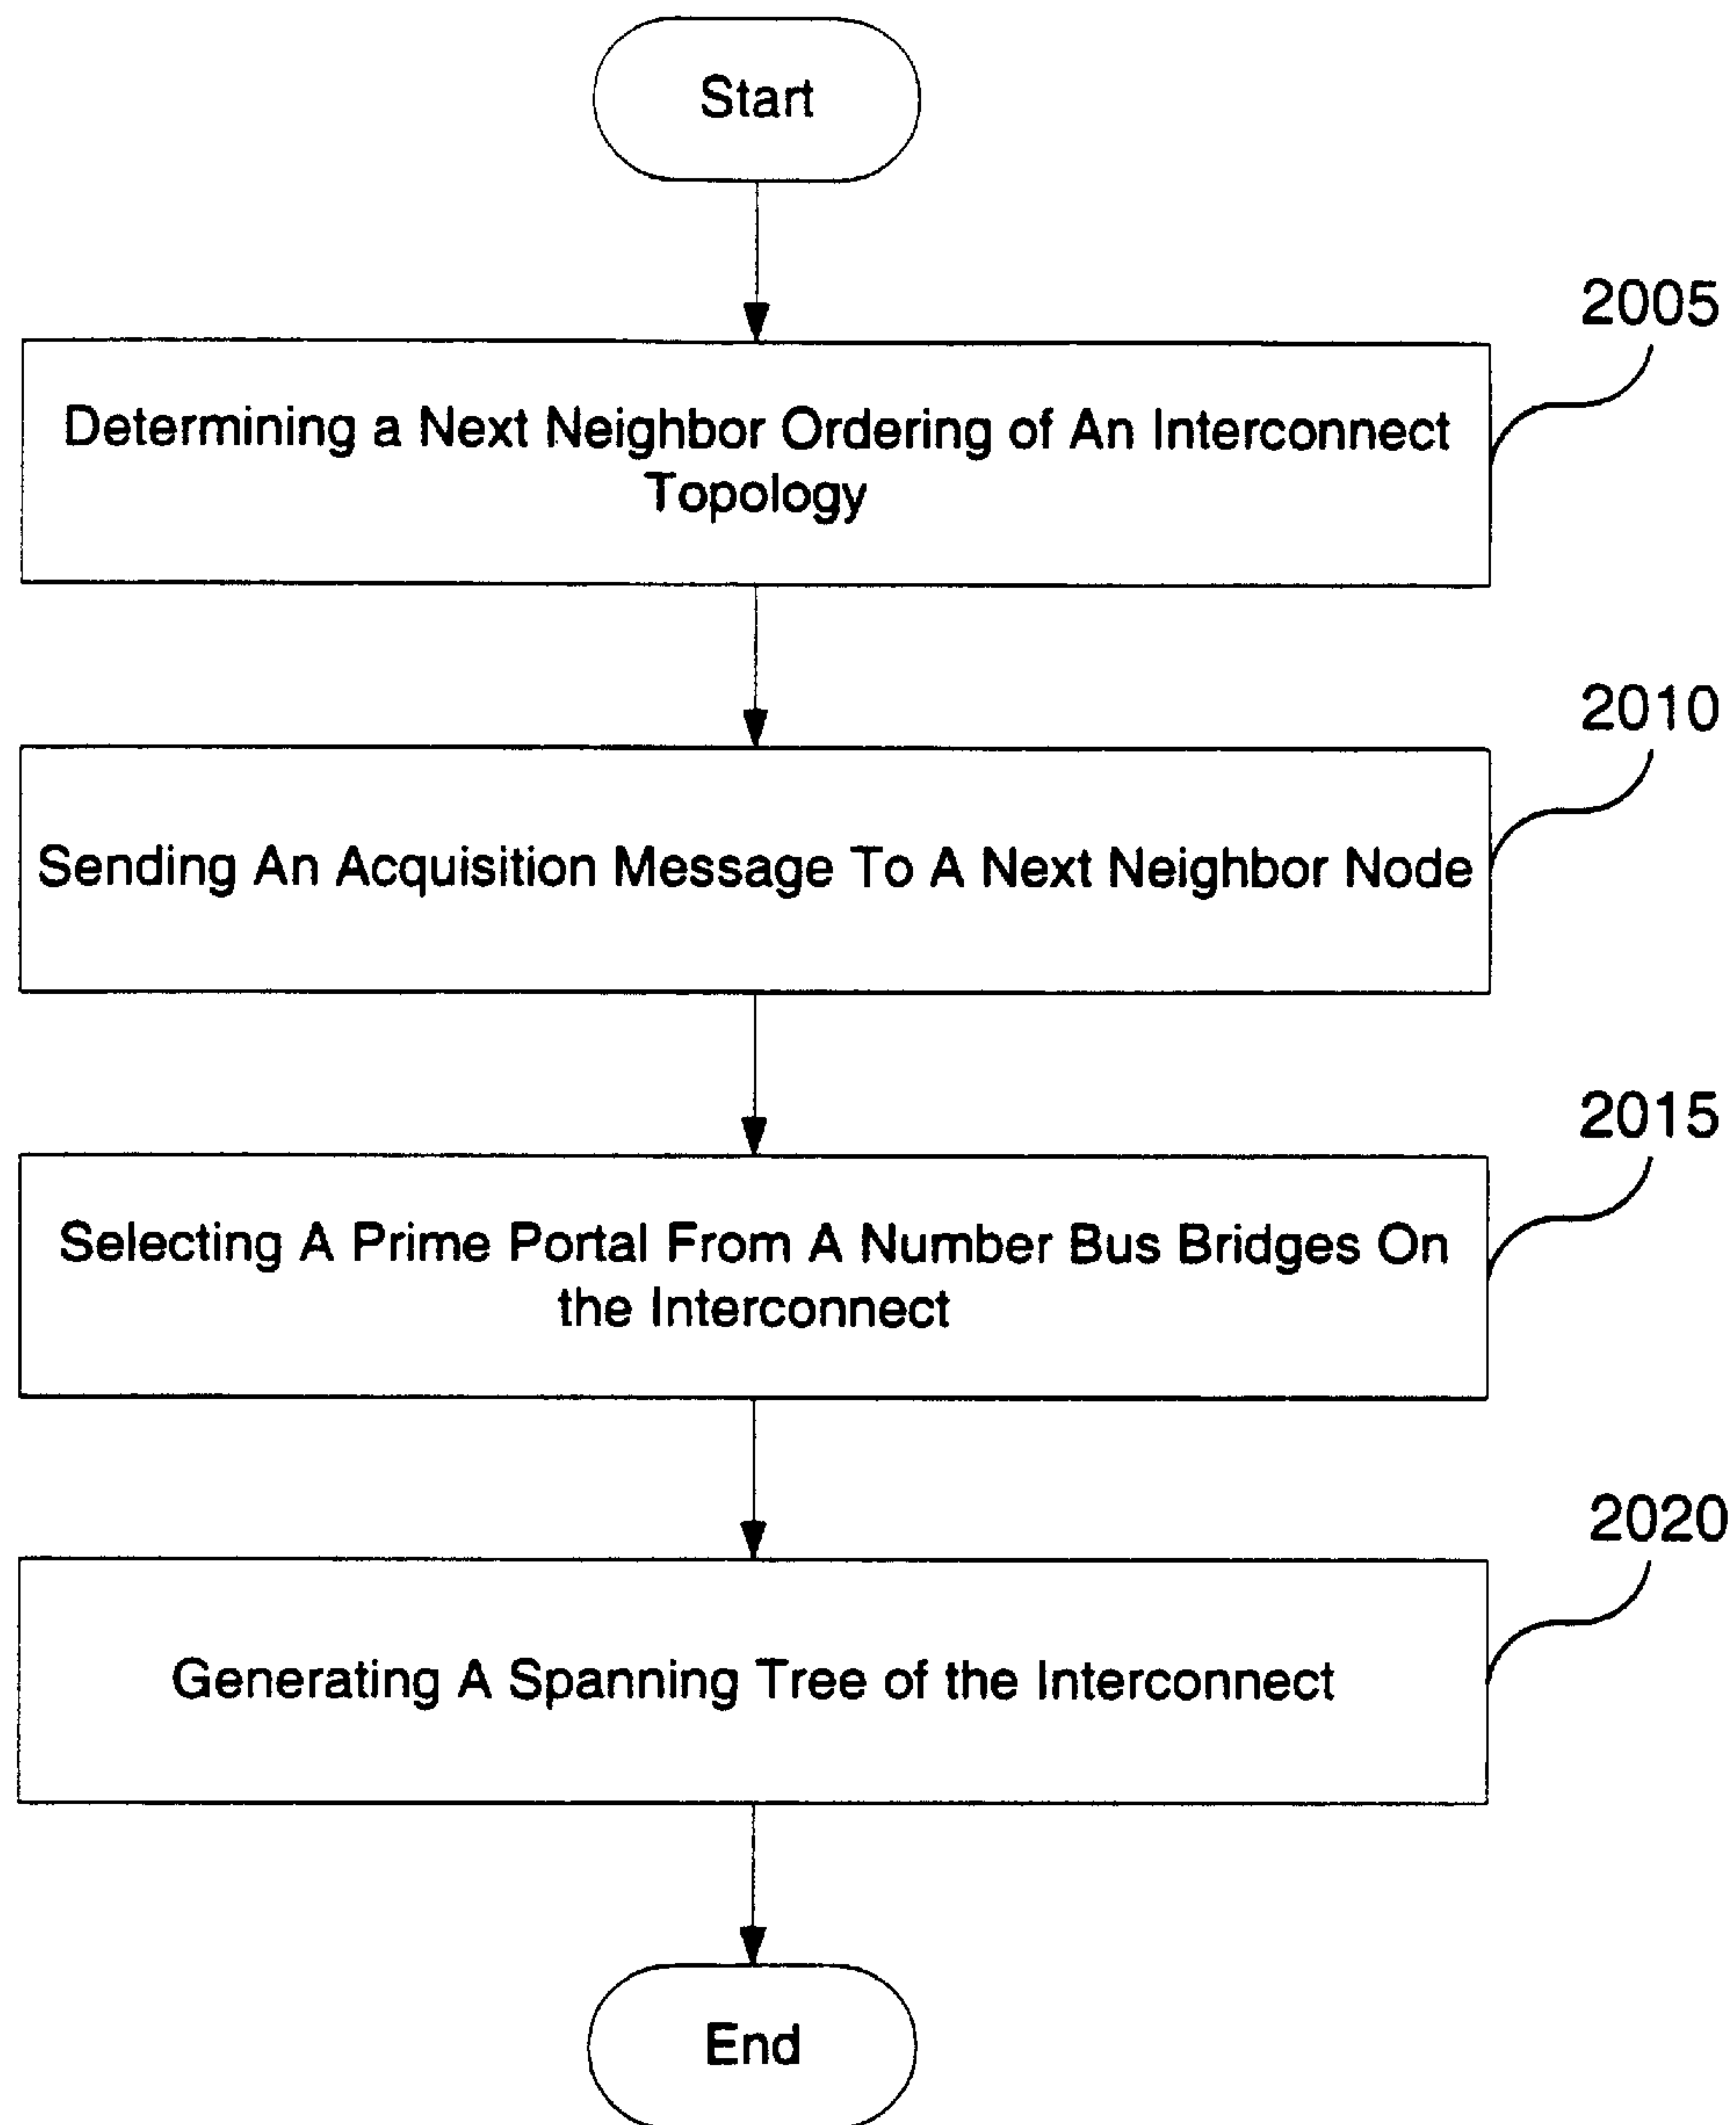 Start
2005
Determining a Next Neighbor Ordering of An Interconnect
Topology
2010
Sending An Acquisition Message To A Next Neighbor Node
2015
Selecting A Prime Portal From A Number Bus Bridges On
the Interconnect
2020
Generating A Spanning Tree of the Interconnect
End